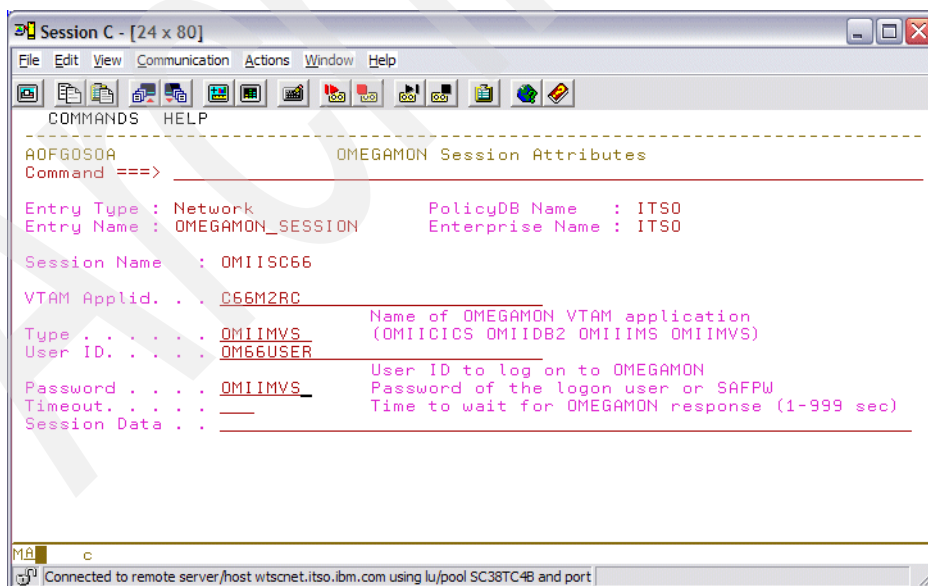 Session C - [24 x 80]
File Edit View Communication Actions Window Help
COMMANDS HELP
AOFGOSOA OMEGAMON Session Attributes
Command ===>
Entry Type : Network PolicyDB Name : ITSO
Entry Name : OMEGAMON_SESSION Enterprise Name : ITSO
Session Name : OMIISC66
VTAM Applid. . . C66M2RC
Name of OMEGAMON VTAM application
Type . . . . . . OMIIMVS (OMIICICS OMIIDB2 OMIIIMS OMIIMVS)
User ID. . . . . OM66USER
User ID to log on to OMEGAMON
Password . . . . OMIIMVS_ Password of the logon user or SAFPW
Timeout. . . . . ___ Time to wait for OMEGAMON response (1-999 sec)
Session Data . .
MA c
Connected to remote server/host wtscnet.itso.ibm.com using lu/pool SC38TC4B and port